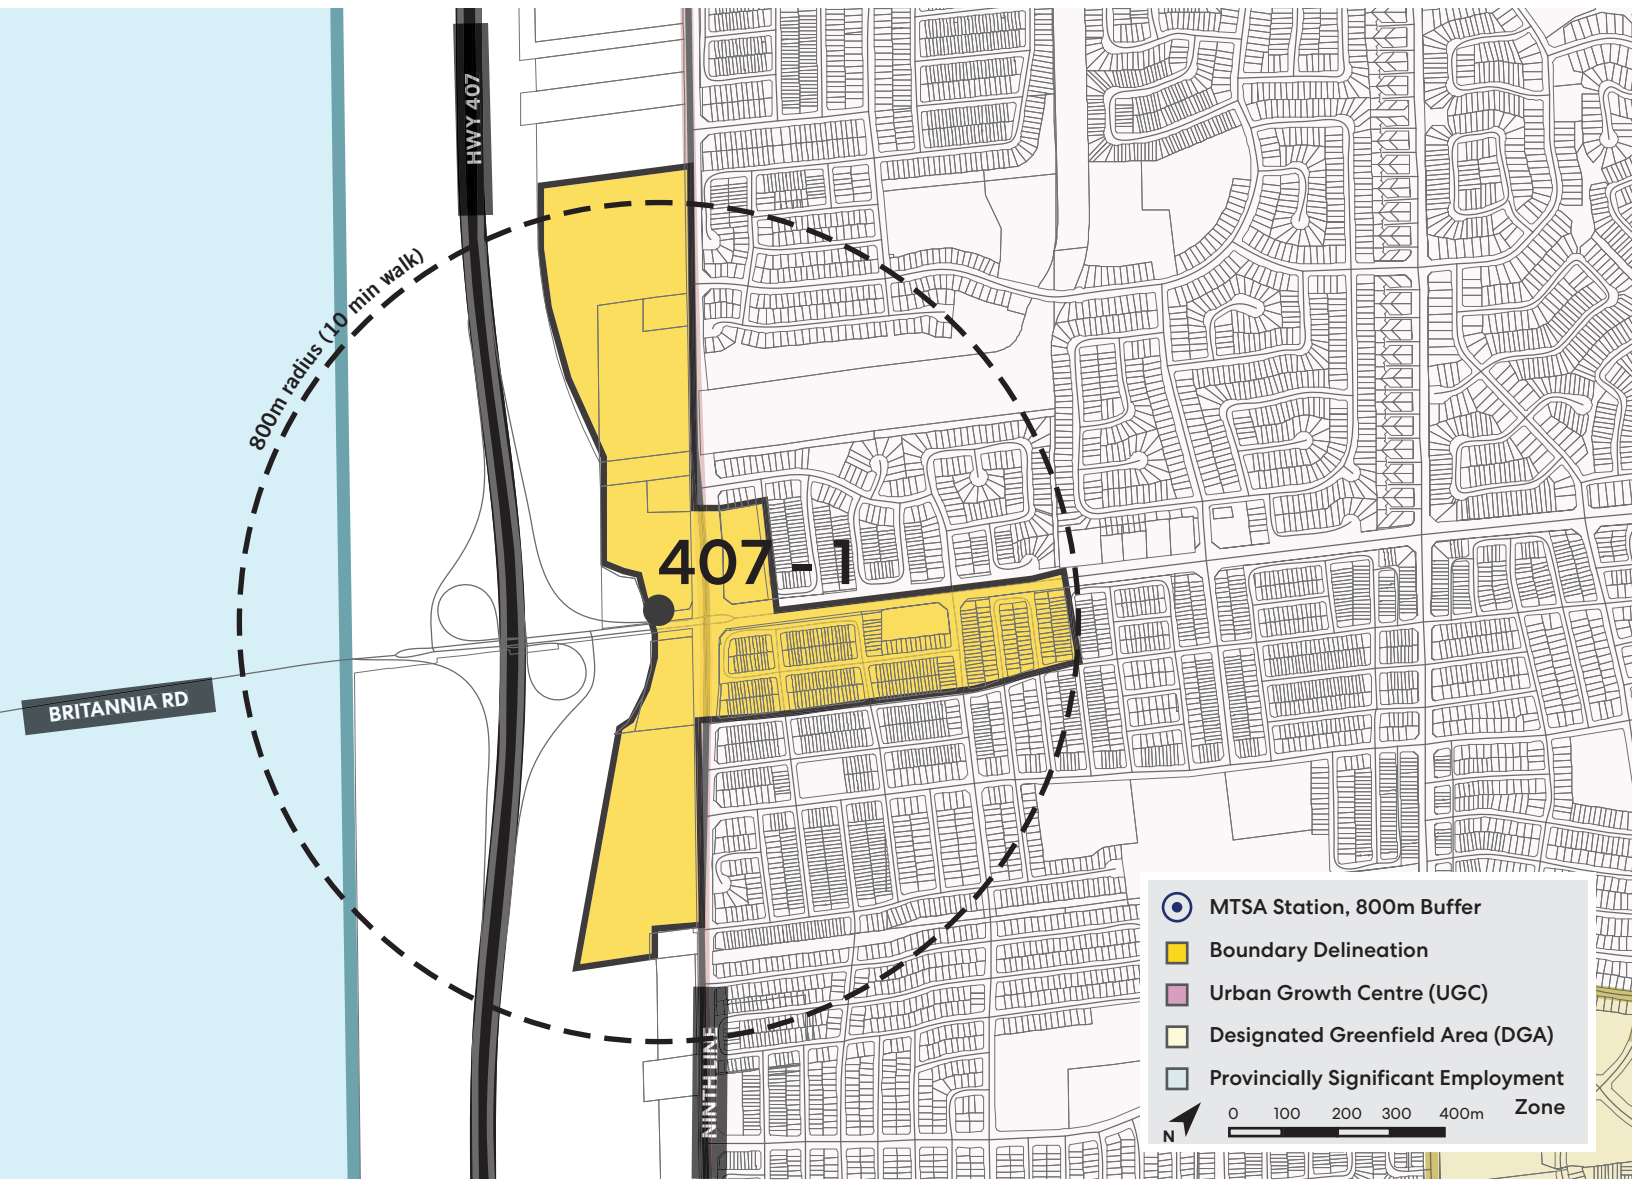 HWY 407
800m radius (10 min walk)
407 - 1
BRITANNIA RD
NINTH LINE
MTSA Station, 800m Buffer
Boundary Delineation
Urban Growth Centre (UGC)
Designated Greenfield Area (DGA)
Provincially Significant Employment
Zone
0 100 200 300 400m
N